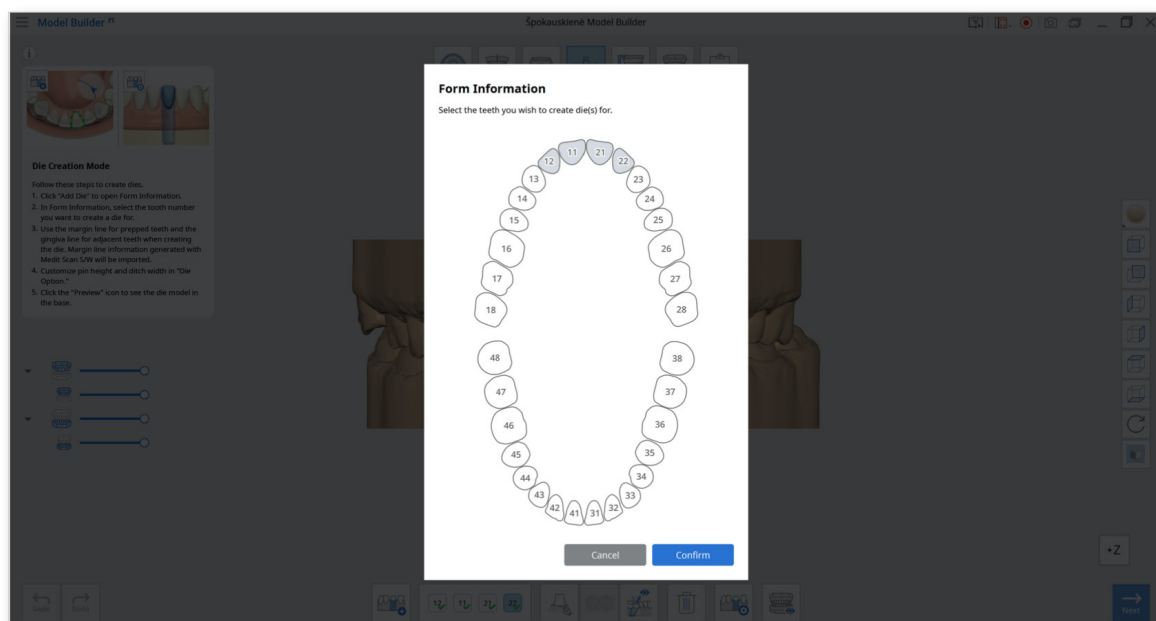 Model Builder
Špokauskienė Model Builder
i
Form Information
Select the teeth you wish to create die(s) for.
Die Creation Mode
Follow these steps to create dies.
1. Click "Add Die" to open Form Information.
2. In Form Information, select the tooth number
you want to create a die for.
3. Use the margin line for prepped teeth and the
gingiva line for adjacent teeth when creating
the die. Margin line information generated with
Medit Scan S/W will be imported.
4. Customize pin height and ditch width in "Die
Option."
5. Click the "Preview" icon to see the die model in
the base.
12 11 21 22
13 23
14 24
15 25
16 26
17 27
18 28
48 38
47 37
46 36
45 35
44 34
43 33
42 41 31 32
Cancel Confirm
+Z
Undo Redo
12 11 21 22
Next